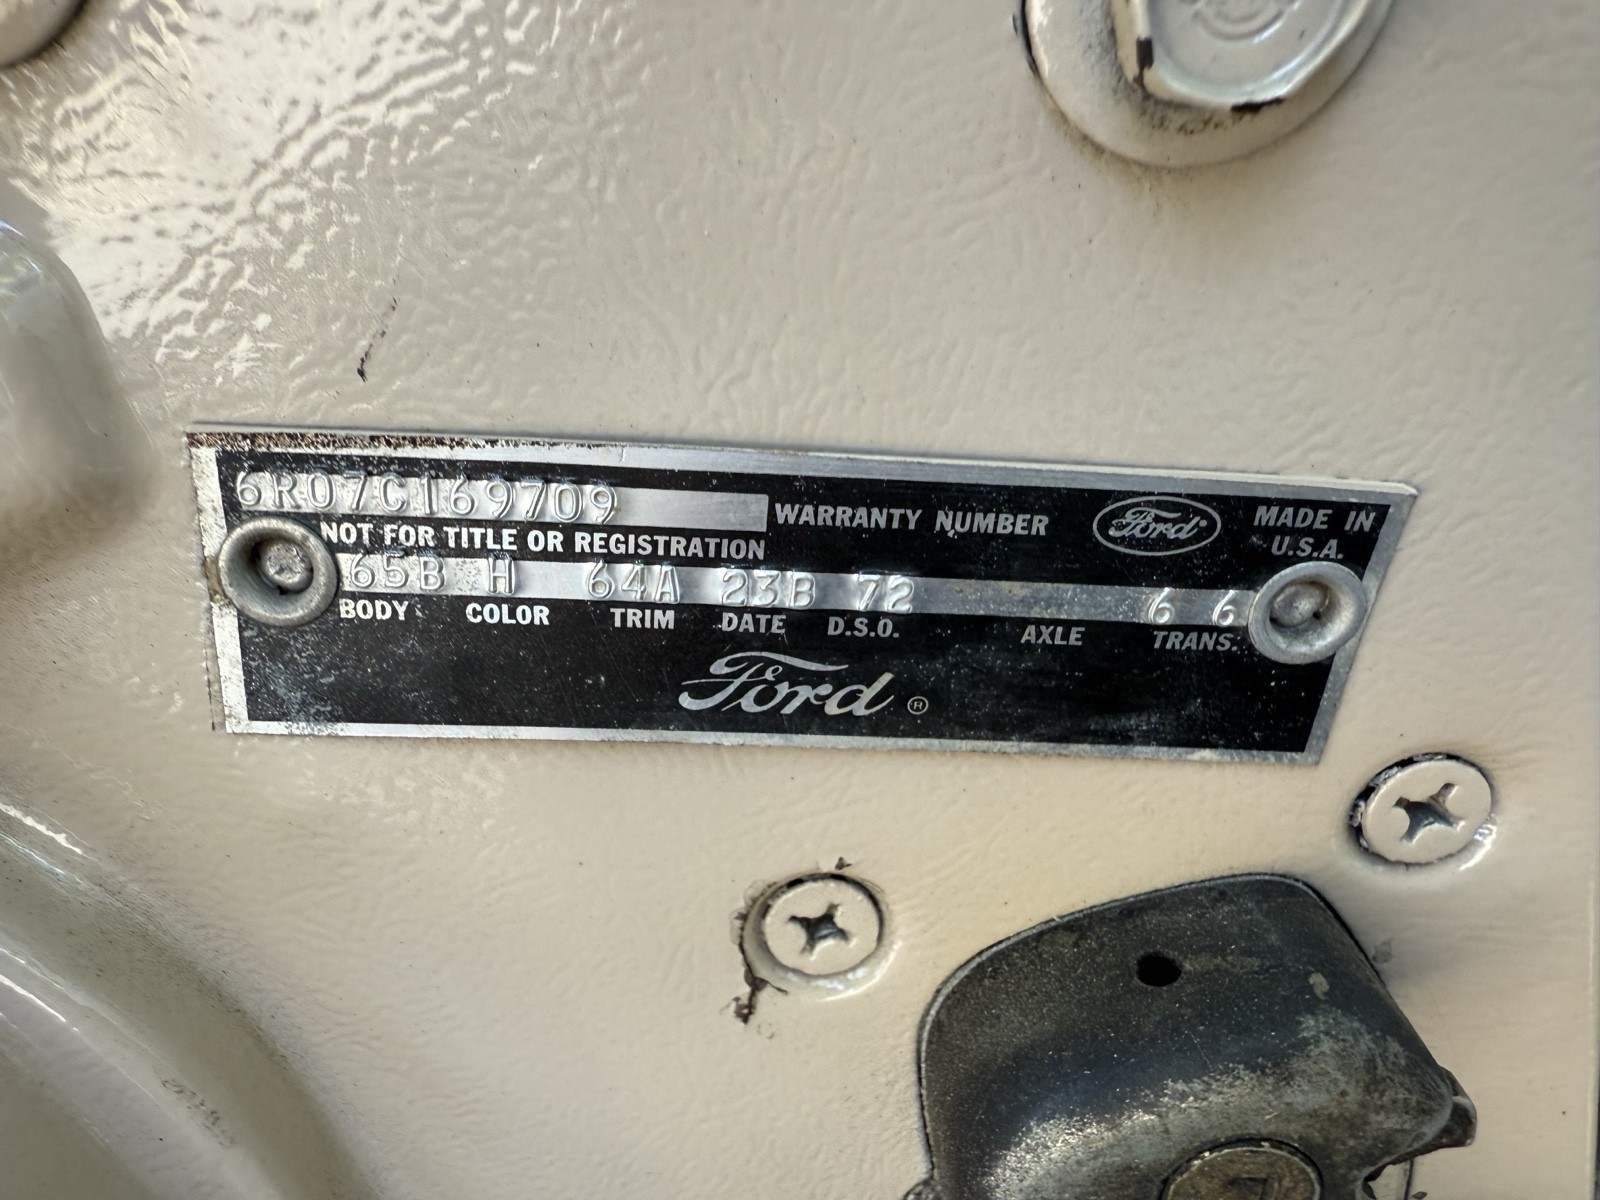 6R07C169709
WARRANTY NUMBER
Ford
MADE IN
U.S.A.
NOT FOR TITLE OR REGISTRATION
65B H 64A 23B 72 6 6
BODY COLOR TRIM DATE D.S.O. AXLE TRANS.
Ford ®